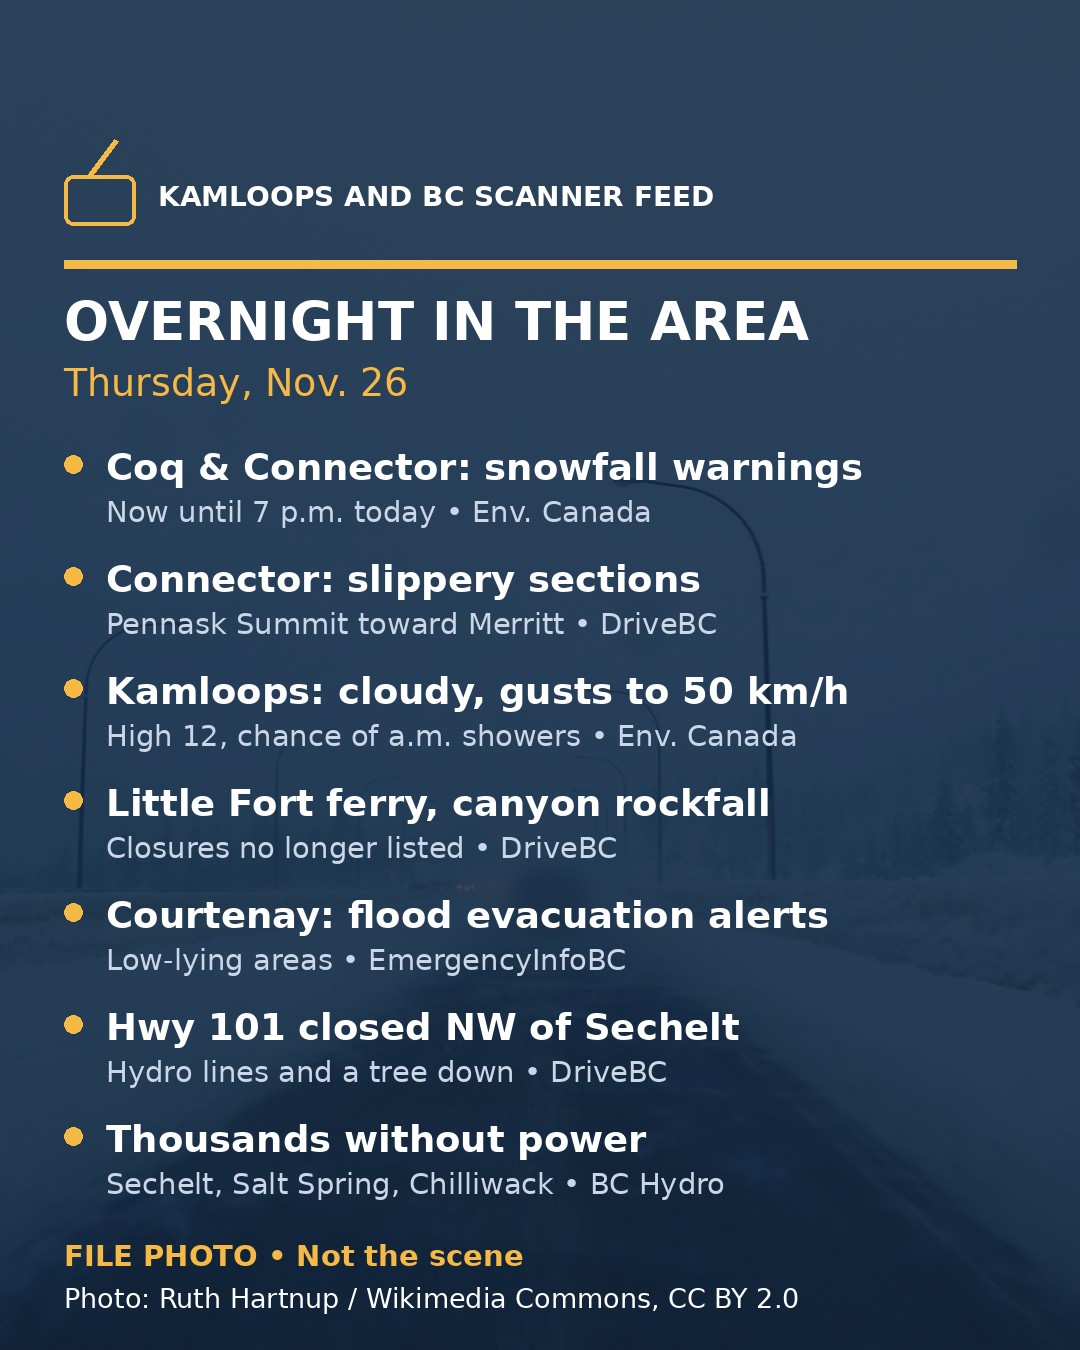 KAMLOOPS AND BC SCANNER FEED
OVERNIGHT IN THE AREA
Thursday, Nov. 26
Coq & Connector: snowfall warnings
Now until 7 p.m. today • Env. Canada
Connector: slippery sections
Pennask Summit toward Merritt • DriveBC
Kamloops: cloudy, gusts to 50 km/h
High 12, chance of a.m. showers • Env. Canada
Little Fort ferry, canyon rockfall
Closures no longer listed • DriveBC
Courtenay: flood evacuation alerts
Low-lying areas • EmergencyInfoBC
Hwy 101 closed NW of Sechelt
Hydro lines and a tree down • DriveBC
Thousands without power
Sechelt, Salt Spring, Chilliwack • BC Hydro
FILE PHOTO • Not the scene
Photo: Ruth Hartnup / Wikimedia Commons, CC BY 2.0